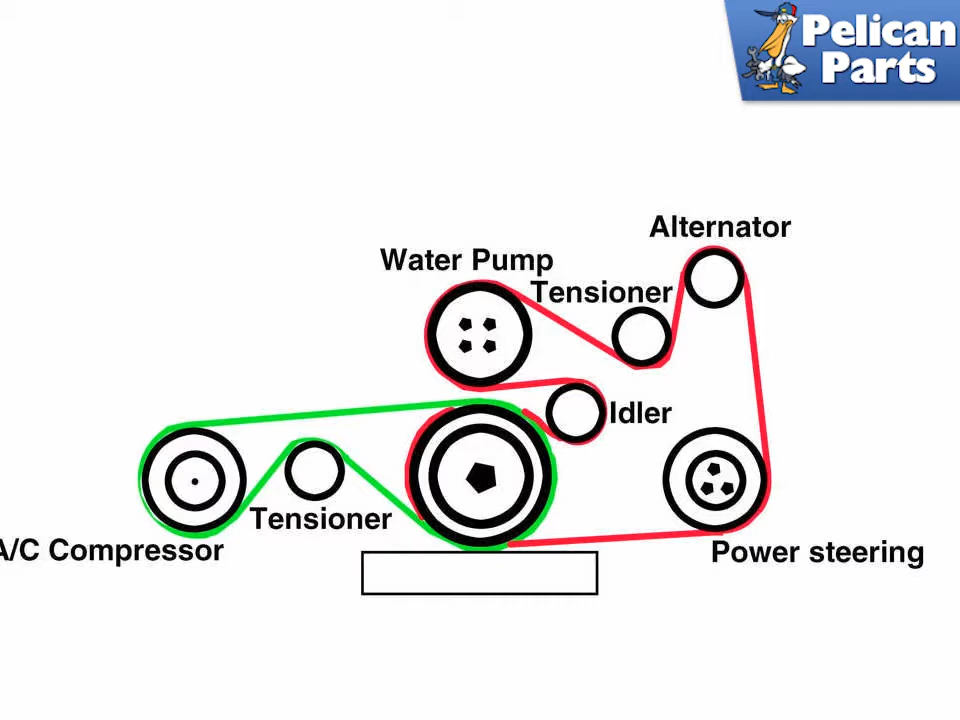 Pelican
Parts
Alternator
Water Pump
Tensioner
Idler
Tensioner
A/C Compressor
Power steering